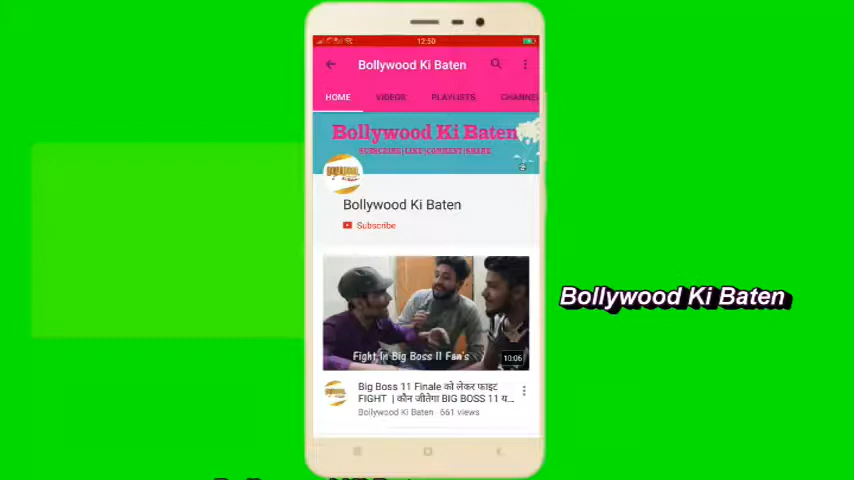 12:50
Bollywood Ki Baten
HOME VIDEOS PLAYLISTS CHANNEL
Bollywood Ki Baten
SUBSCRIBE|LIKE|COMMENT|SHARE
Bollywood Ki Baten
Subscribe
Bollywood Ki Baten
Fight In Big Boss 11 Fan's
10:06
Big Boss 11 Finale को लेकर फाइट
FIGHT | कौन जीतेगा BIG BOSS 11 य...
Bollywood Ki Baten · 661 views